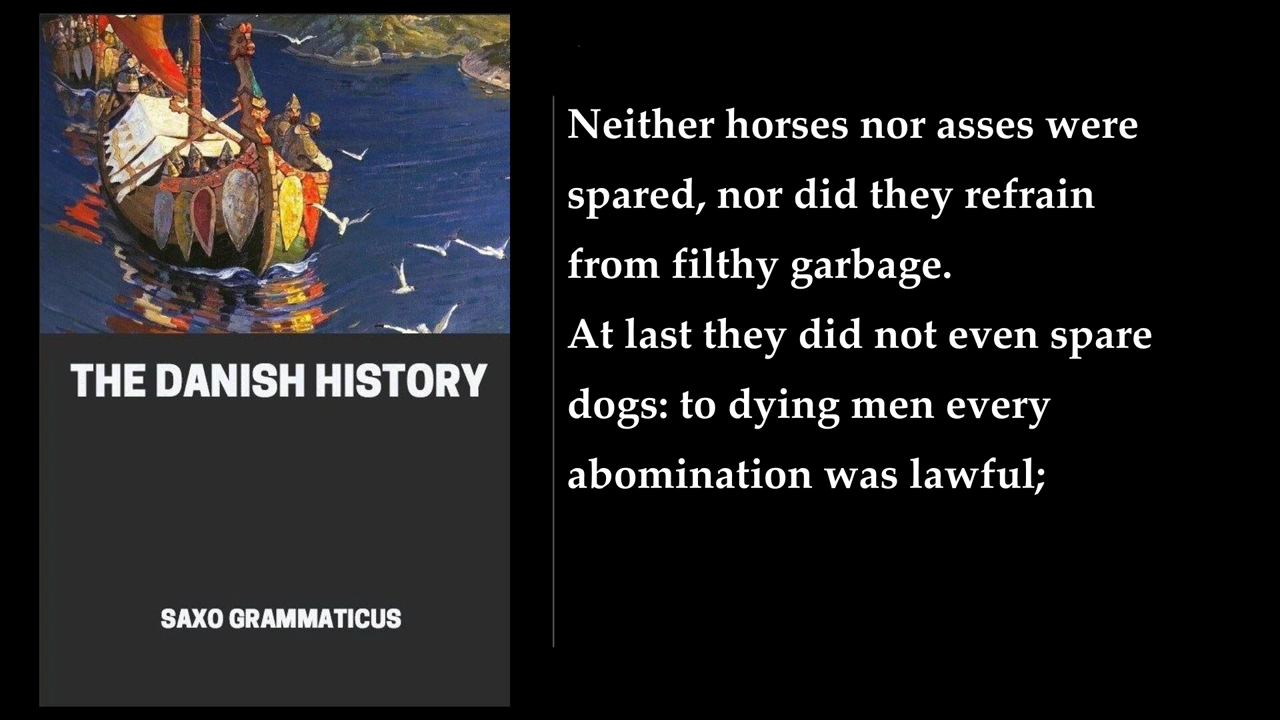 THE DANISH HISTORY
SAXO GRAMMATICUS
Neither horses nor asses were
spared, nor did they refrain
from filthy garbage.
At last they did not even spare
dogs: to dying men every
abomination was lawful;